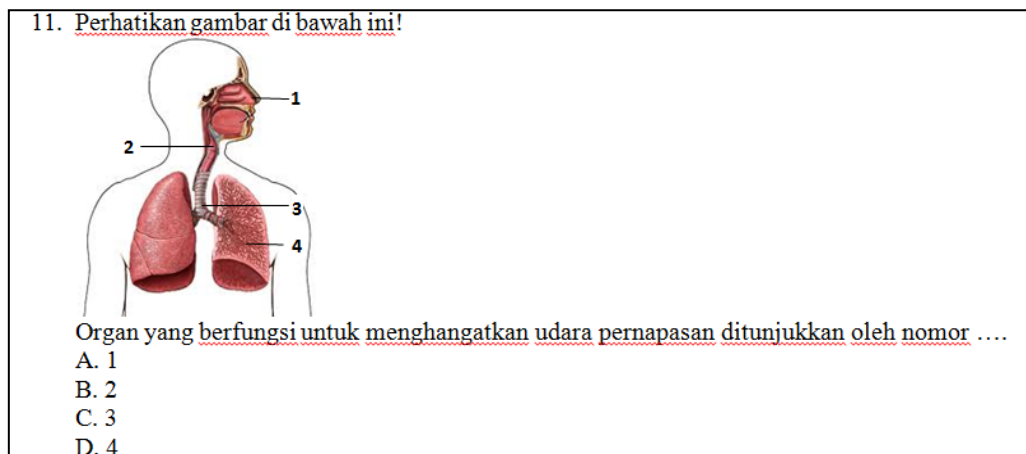 11. Perhatikan gambar di bawah ini!
1
2
3
4
Organ yang berfungsi untuk menghangatkan udara pernapasan ditunjukkan oleh nomor ….
A. 1
B. 2
C. 3
D. 4